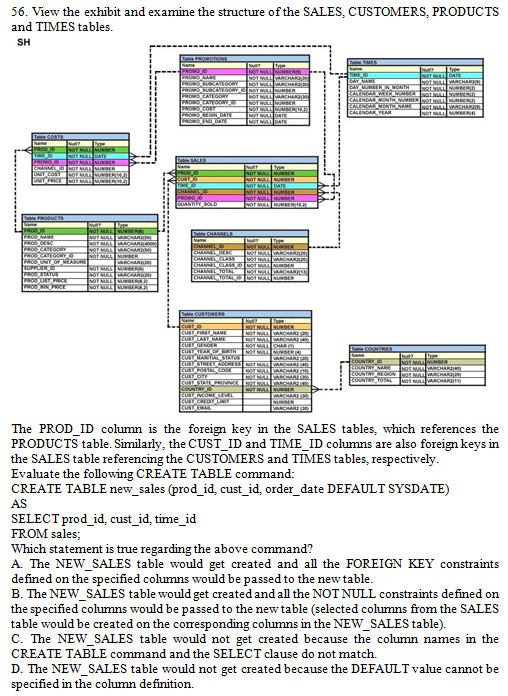 56. View the exhibit and examine the structure of the SALES, CUSTOMERS, PRODUCTS
and TIMES tables.
SH
Table PROMOTIONS
Name Null? Type
PROMO_ID NOT NULL NUMBER(6)
PROMO_NAME NOT NULL VARCHAR2(30)
PROMO_SUBCATEGORY NOT NULL VARCHAR2(30)
PROMO_SUBCATEGORY_ID NOT NULL NUMBER
PROMO_CATEGORY NOT NULL VARCHAR2(30)
PROMO_CATEGORY_ID NOT NULL NUMBER
PROMO_COST NOT NULL NUMBER(10,2)
PROMO_BEGIN_DATE NOT NULL DATE
PROMO_END_DATE NOT NULL DATE
Table TIMES
Name Null? Type
TIME_ID NOT NULL DATE
DAY_NAME NOT NULL VARCHAR2(9)
DAY_NUMBER_IN_MONTH NOT NULL NUMBER(2)
CALENDAR_WEEK_NUMBER NOT NULL NUMBER(2)
CALENDAR_MONTH_NUMBER NOT NULL NUMBER(2)
CALENDAR_MONTH_NAME NOT NULL VARCHAR2(9)
CALENDAR_YEAR NOT NULL NUMBER(4)
Table COSTS
Name Null? Type
PROD_ID NOT NULL NUMBER
TIME_ID NOT NULL DATE
PROMO_ID NOT NULL NUMBER
CHANNEL_ID NOT NULL NUMBER
UNIT_COST NOT NULL NUMBER(10,2)
UNIT_PRICE NOT NULL NUMBER(10,2)
Table SALES
Name Null? Type
PROD_ID NOT NULL NUMBER
CUST_ID NOT NULL NUMBER
TIME_ID NOT NULL DATE
CHANNEL_ID NOT NULL NUMBER
PROMO_ID NOT NULL NUMBER
QUANTITY_SOLD NOT NULL NUMBER(10,2)
Table PRODUCTS
Name Null? Type
PROD_ID NOT NULL NUMBER(6)
PROD_NAME NOT NULL VARCHAR2(50)
PROD_DESC NOT NULL VARCHAR2(4000)
PROD_CATEGORY NOT NULL VARCHAR2(50)
PROD_CATEGORY_ID NOT NULL NUMBER
PROD_UNIT_OF_MEASURE VARCHAR2(20)
SUPPLIER_ID NOT NULL NUMBER(6)
PROD_STATUS NOT NULL VARCHAR2(20)
PROD_LIST_PRICE NOT NULL NUMBER(8,2)
PROD_MIN_PRICE NOT NULL NUMBER(8,2)
Table CHANNELS
Name Null? Type
CHANNEL_ID NOT NULL NUMBER
CHANNEL_DESC NOT NULL VARCHAR2(20)
CHANNEL_CLASS NOT NULL VARCHAR2(20)
CHANNEL_CLASS_ID NOT NULL NUMBER
CHANNEL_TOTAL NOT NULL VARCHAR2(13)
CHANNEL_TOTAL_ID NOT NULL NUMBER
Table CUSTOMERS
Name Null? Type
CUST_ID NOT NULL NUMBER
CUST_FIRST_NAME NOT NULL VARCHAR2 (20)
CUST_LAST_NAME NOT NULL VARCHAR2 (40)
CUST_GENDER NOT NULL CHAR (1)
CUST_YEAR_OF_BIRTH NOT NULL NUMBER (4)
CUST_MARITIAL_STATUS VARCHAR2 (20)
CUST_STREET_ADDRESS NOT NULL VARCHAR2 (40)
CUST_POSTAL_CODE NOT NULL VARCHAR2 (10)
CUST_CITY NOT NULL VARCHAR2 (30)
CUST_STATE_PROVINCE NOT NULL VARCHAR2 (40)
COUNTRY_ID NOT NULL NUMBER
CUST_INCOME_LEVEL VARCHAR2 (30)
CUST_CREDIT_LIMIT NUMBER
CUST_EMAIL VARCHAR2 (30)
Table COUNTRIES
Name Null? Type
COUNTRY_ID NOT NULL NUMBER
COUNTRY_NAME NOT NULL VARCHAR2(40)
COUNTRY_REGION NOT NULL VARCHAR2(20)
COUNTRY_TOTAL NOT NULL VARCHAR2(11)
The PROD_ID column is the foreign key in the SALES tables, which references the
PRODUCTS table. Similarly, the CUST_ID and TIME_ID columns are also foreign keys in
the SALES table referencing the CUSTOMERS and TIMES tables, respectively.
Evaluate the following CREATE TABLE command:
CREATE TABLE new_sales (prod_id, cust_id, order_date DEFAULT SYSDATE)
AS
SELECT prod_id, cust_id, time_id
FROM sales;
Which statement is true regarding the above command?
A. The NEW_SALES table would get created and all the FOREIGN KEY constraints
defined on the specified columns would be passed to the new table.
B. The NEW_SALES table would get created and all the NOT NULL constraints defined on
the specified columns would be passed to the new table (selected columns from the SALES
table would be created on the corresponding columns in the NEW_SALES table).
C. The NEW_SALES table would not get created because the column names in the
CREATE TABLE command and the SELECT clause do not match.
D. The NEW_SALES table would not get created because the DEFAULT value cannot be
specified in the column definition.